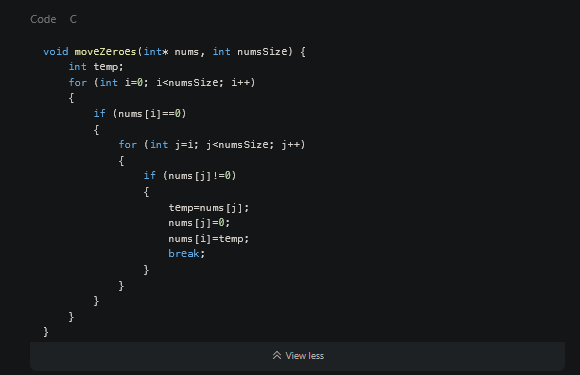 Code C
void moveZeroes(int* nums, int numsSize) {
    int temp;
    for (int i=0; i<numsSize; i++)
    {
        if (nums[i]==0)
        {
            for (int j=i; j<numsSize; j++)
            {
                if (nums[j]!=0)
                {
                    temp=nums[j];
                    nums[j]=0;
                    nums[i]=temp;
                    break;
                }
            }
        }
    }
}
View less